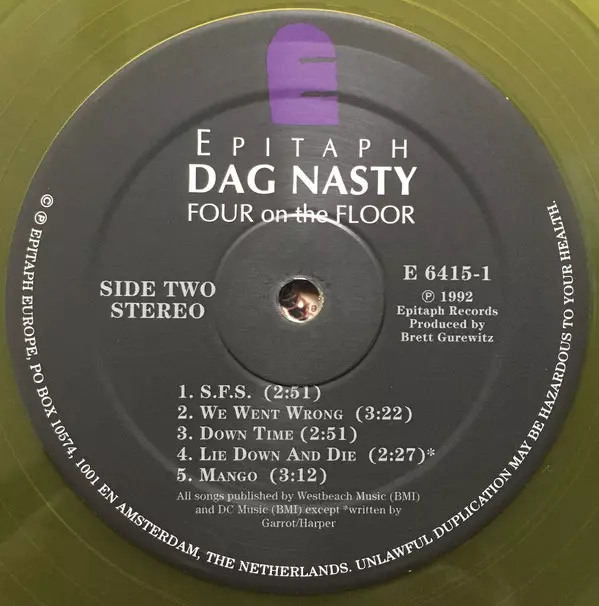 EPITAPH
DAG NASTY
FOUR on the FLOOR
SIDE TWO
STEREO
E 6415-1
℗ 1992
Epitaph Records
Produced by
Brett Gurewitz
1. S.F.S. (2:51)
2. WE WENT WRONG (3:22)
3. DOWN TIME (2:51)
4. LIE DOWN AND DIE (2:27)*
5. MANGO (3:12)
All songs published by Westbeach Music (BMI)
and DC Music (BMI) except *written by
Garrot/Harper
© ℗ EPITAPH EUROPE, PO BOX 10574, 1001 EN AMSTERDAM, THE NETHERLANDS. UNLAWFUL DUPLICATION MAY BE HAZARDOUS TO YOUR HEALTH.